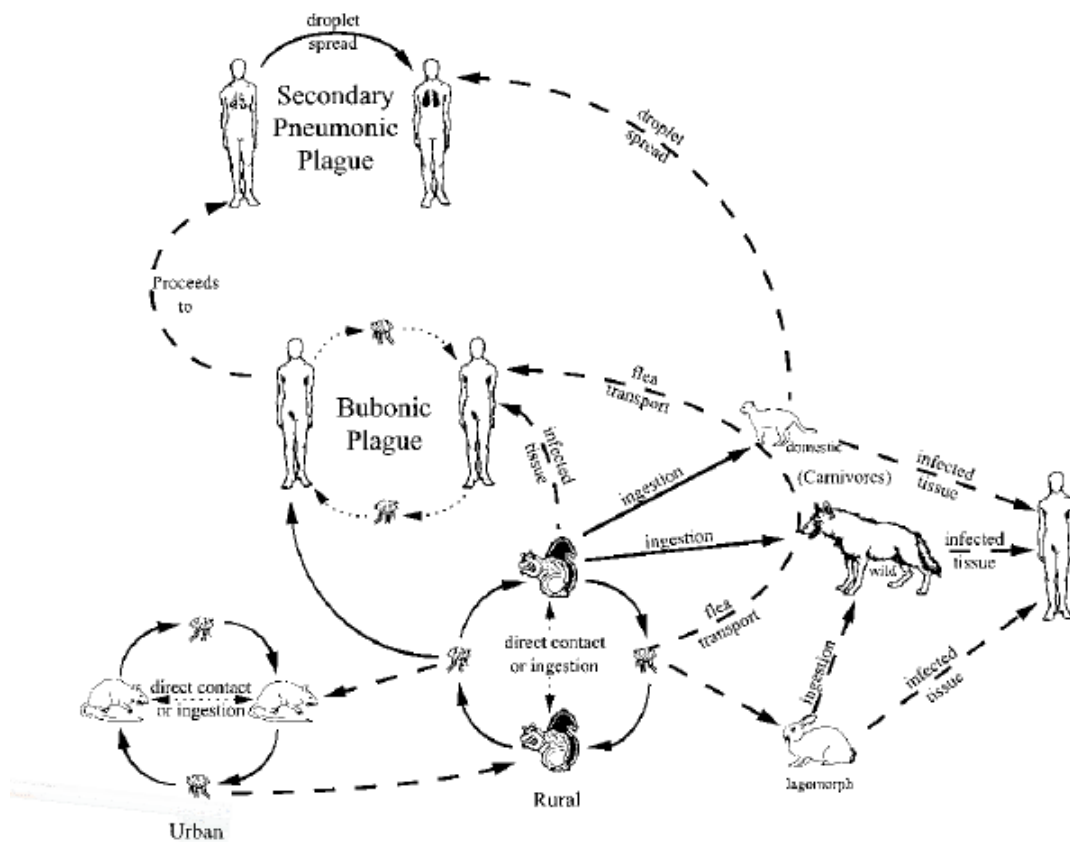 droplet
spread
Secondary
Pneumonic
Plague
droplet
spread
Proceeds
to
Bubonic
Plague
flea
transport
infected
tissue
domestic
(Carnivores)
infected
tissue
ingestion
ingestion
wild
infected
tissue
flea
transport
direct contact
or ingestion
direct contact
or ingestion
ingestion
infected
tissue
lagomorph
Rural
Urban